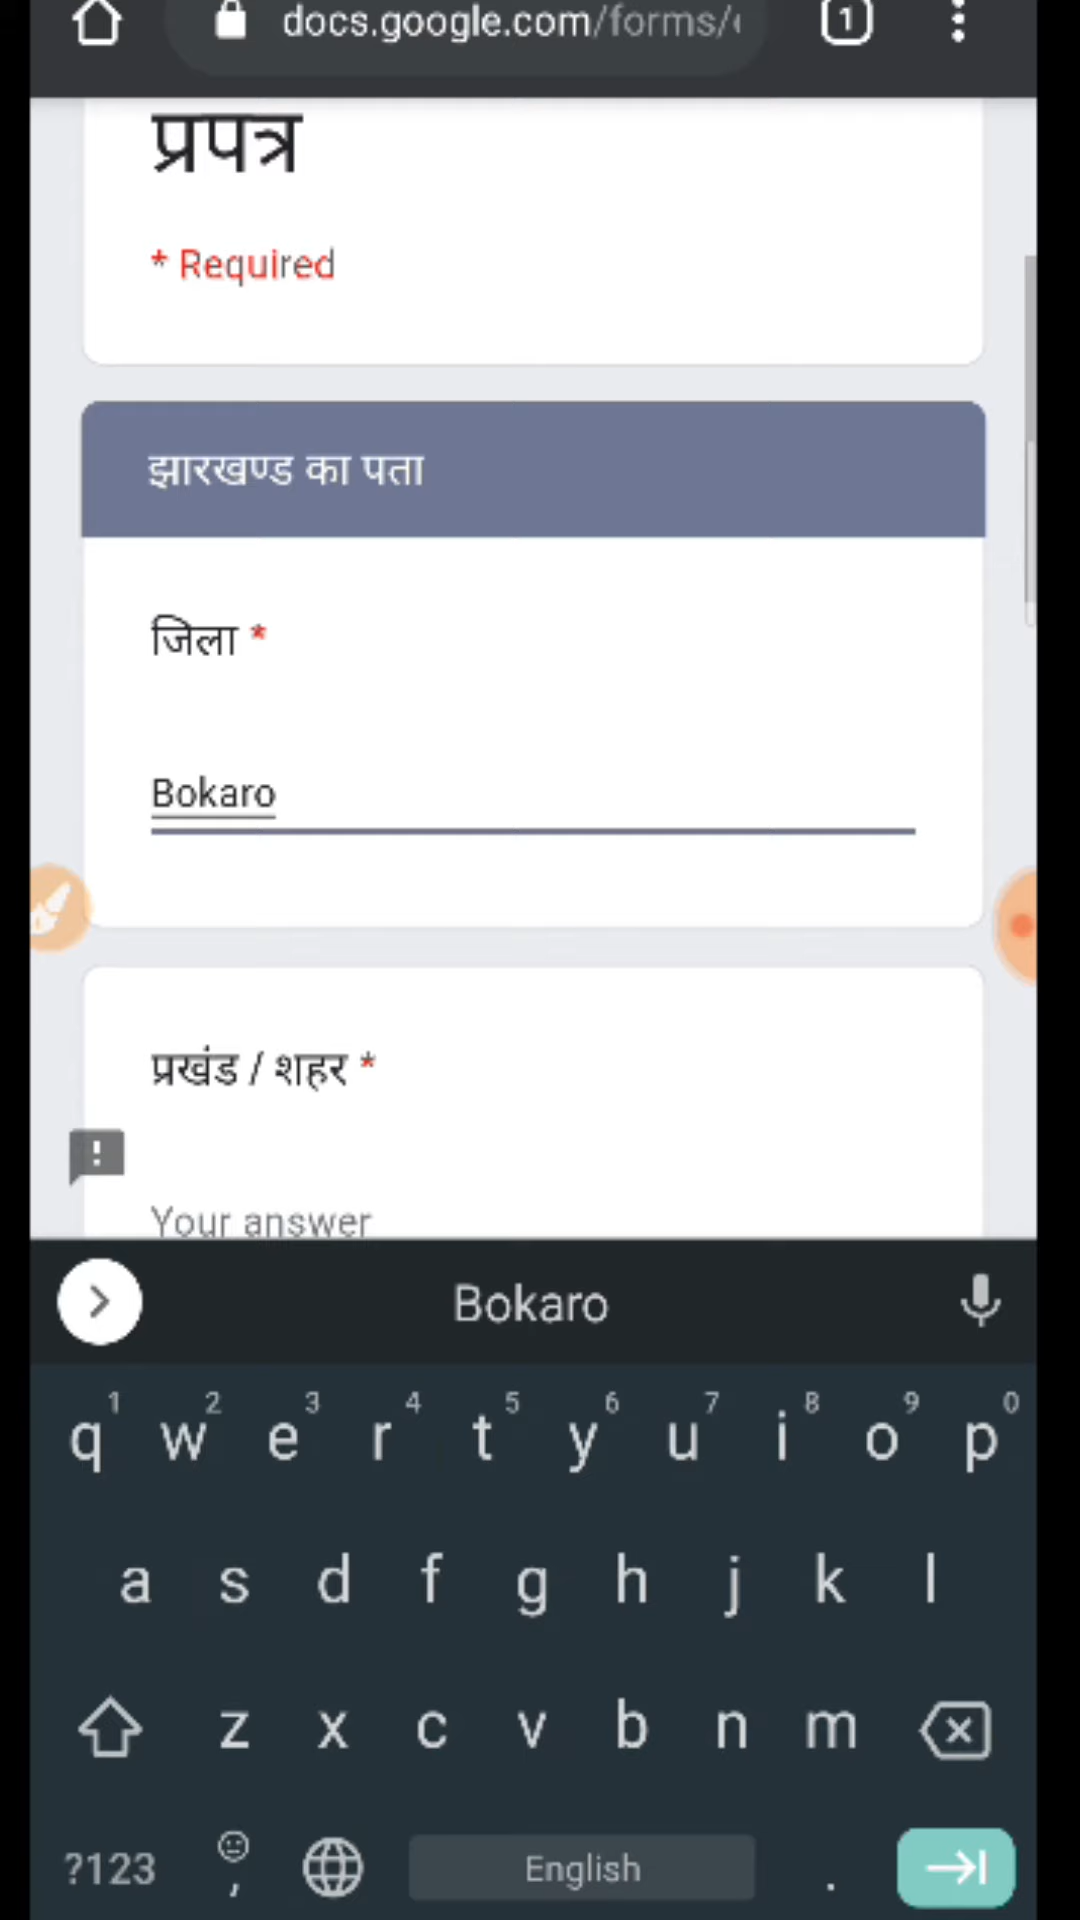 docs.google.com/forms/
1
प्रपत्र
* Required
झारखण्ड का पता
जिला *
Bokaro
प्रखंड / शहर *
Your answer
Bokaro
1 2 3 4 5 6 7 8 9 0
q w e r t y u i o p
a s d f g h j k l
z x c v b n m
?123 , English .